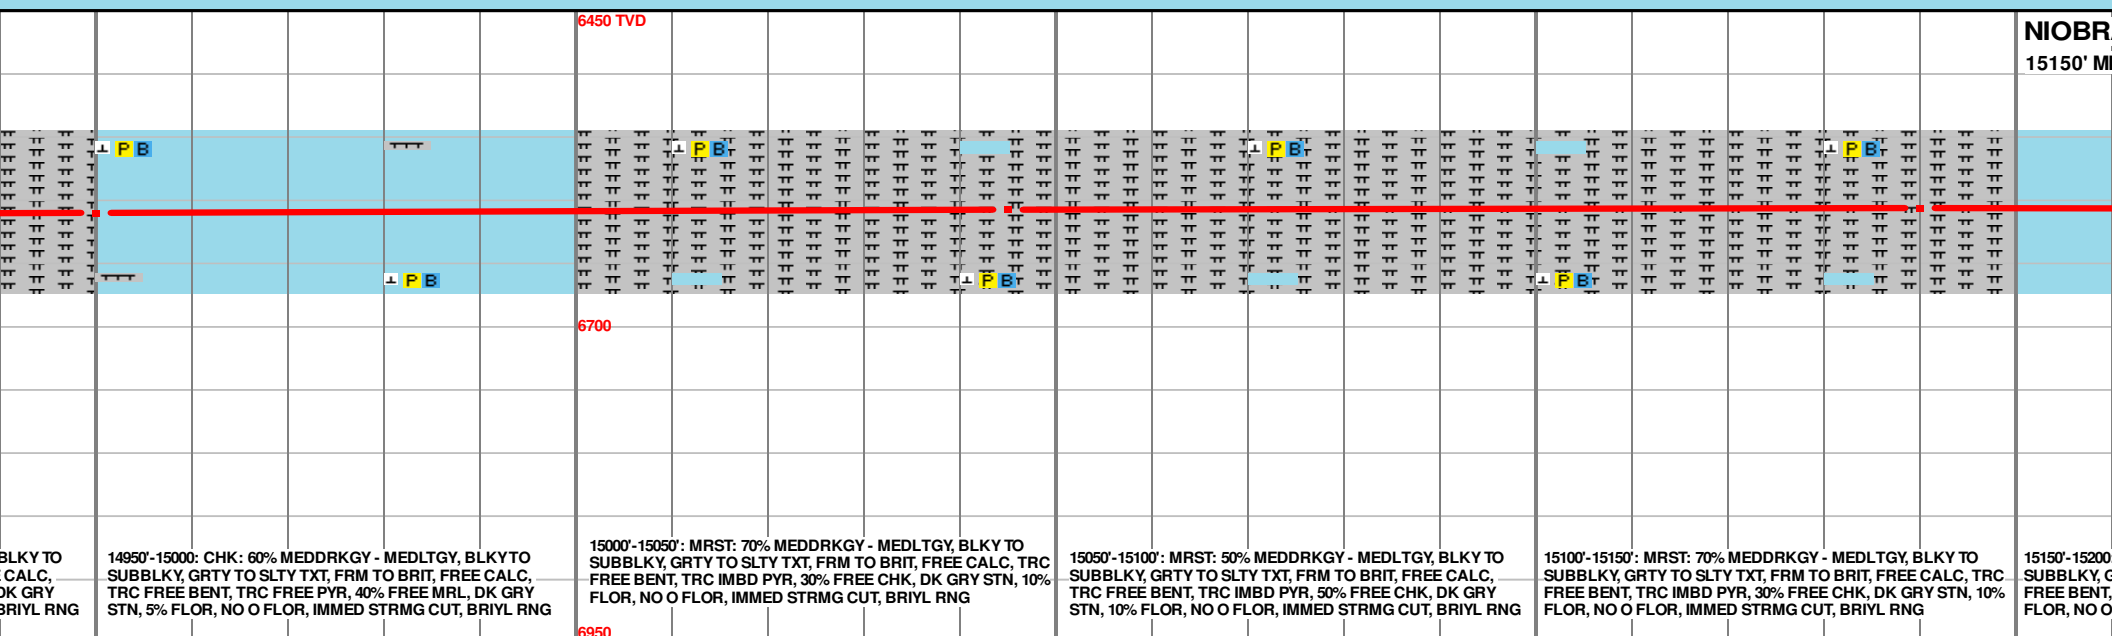 6450 TVD
NIOBR
15150' M
P B
P B
P B
P B
P B
P B
P B
P B
6700
BLKY TO
CALC,
DK GRY
BRIYL RNG
14950'-15000: CHK: 60% MEDDRKGY - MEDLTGY, BLKY TO
SUBBLKY, GRTY TO SLTY TXT, FRM TO BRIT, FREE CALC,
TRC FREE BENT, TRC FREE PYR, 40% FREE MRL, DK GRY
STN, 5% FLOR, NO O FLOR, IMMED STRMG CUT, BRIYL RNG
15000'-15050': MRST: 70% MEDDRKGY - MEDLTGY, BLKY TO
SUBBLKY, GRTY TO SLTY TXT, FRM TO BRIT, FREE CALC, TRC
FREE BENT, TRC IMBD PYR, 30% FREE CHK, DK GRY STN, 10%
FLOR, NO O FLOR, IMMED STRMG CUT, BRIYL RNG
15050'-15100': MRST: 50% MEDDRKGY - MEDLTGY, BLKY TO
SUBBLKY, GRTY TO SLTY TXT, FRM TO BRIT, FREE CALC,
TRC FREE BENT, TRC IMBD PYR, 50% FREE CHK, DK GRY
STN, 10% FLOR, NO O FLOR, IMMED STRMG CUT, BRIYL RNG
15100'-15150': MRST: 70% MEDDRKGY - MEDLTGY, BLKY TO
SUBBLKY, GRTY TO SLTY TXT, FRM TO BRIT, FREE CALC, TRC
FREE BENT, TRC IMBD PYR, 30% FREE CHK, DK GRY STN, 10%
FLOR, NO O FLOR, IMMED STRMG CUT, BRIYL RNG
15150'-15200
SUBBLKY, G
FREE BENT,
FLOR, NO O
6950